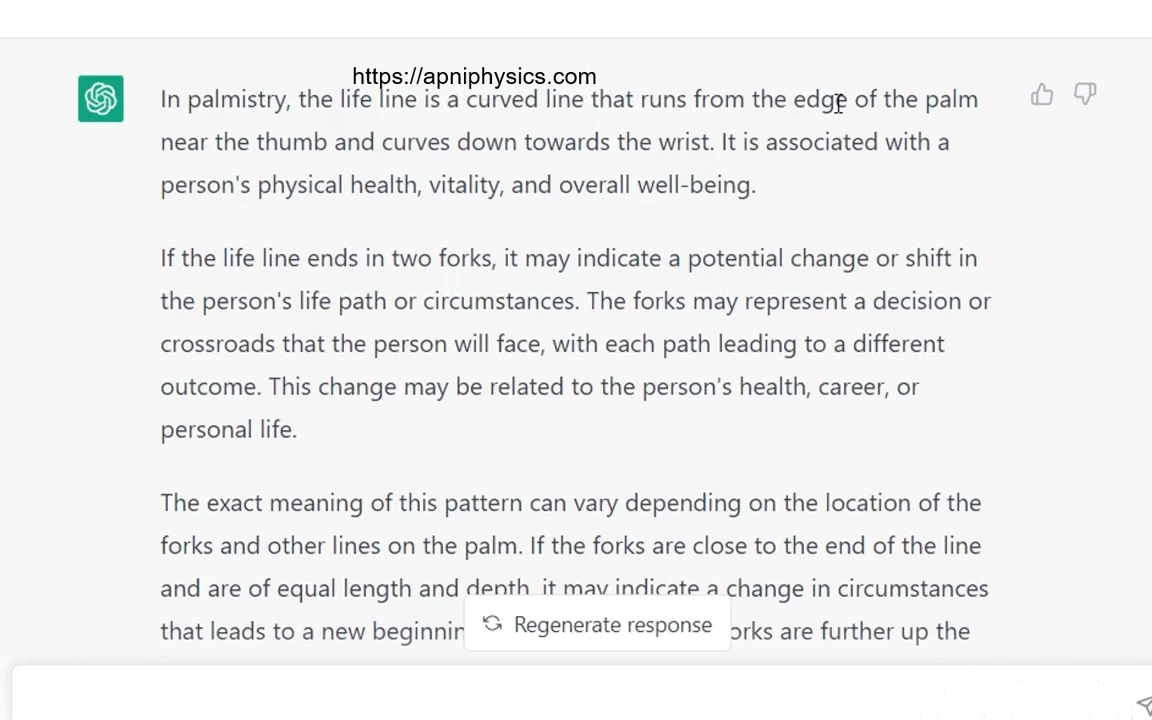 https://apniphysics.com
In palmistry, the life line is a curved line that runs from the edge of the palm
near the thumb and curves down towards the wrist. It is associated with a
person's physical health, vitality, and overall well-being.
If the life line ends in two forks, it may indicate a potential change or shift in
the person's life path or circumstances. The forks may represent a decision or
crossroads that the person will face, with each path leading to a different
outcome. This change may be related to the person's health, career, or
personal life.
The exact meaning of this pattern can vary depending on the location of the
forks and other lines on the palm. If the forks are close to the end of the line
and are of equal length and depth, it may indicate a change in circumstances
that leads to a new orks are further up the
Regenerate response